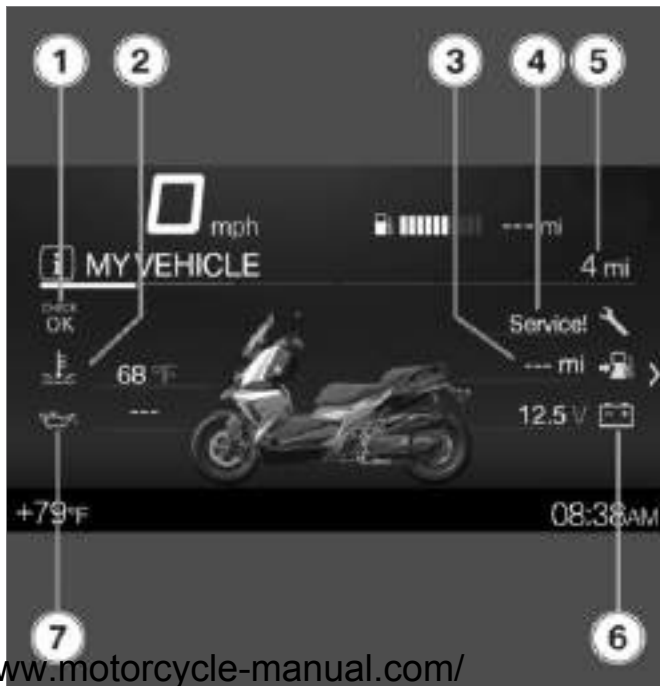 1 2 3 4 5
0 mph --- mi
i MY VEHICLE 4 mi
CHECK
OK Service!
68 °F --- mi
--- 12.5 V
+79°F 08:38AM
7 6
ww.motorcycle-manual.com/